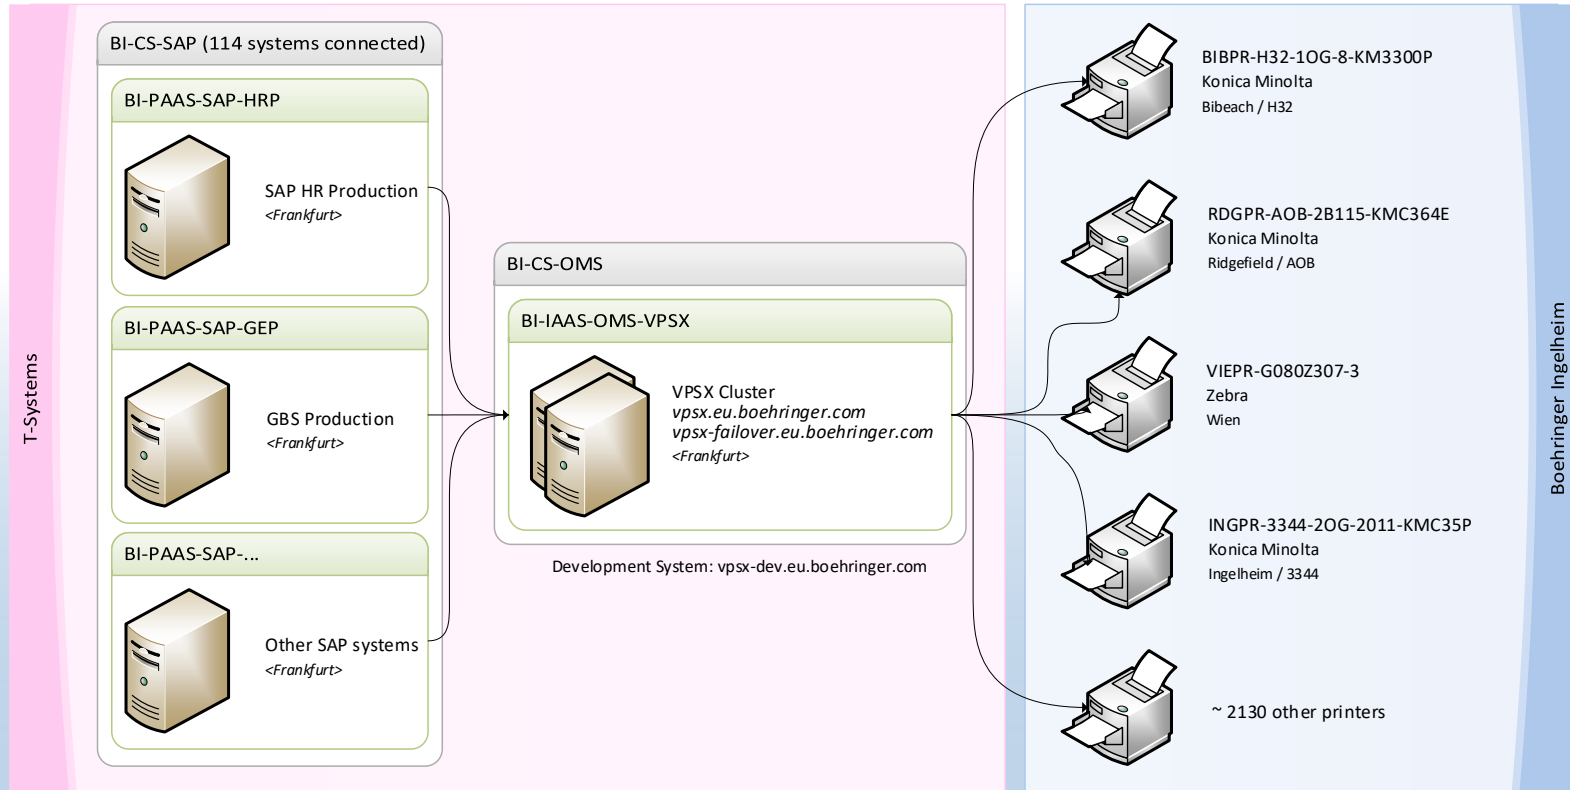 T-Systems
BI-CS-SAP (114 systems connected)
BI-PAAS-SAP-HRP
SAP HR Production
<Frankfurt>
BI-PAAS-SAP-GEP
GBS Production
<Frankfurt>
BI-PAAS-SAP-...
Other SAP systems
<Frankfurt>
BI-CS-OMS
BI-IAAS-OMS-VPSX
VPSX Cluster
vpsx.eu.boehringer.com
vpsx-failover.eu.boehringer.com
<Frankfurt>
Development System: vpsx-dev.eu.boehringer.com
BIBPR-H32-1OG-8-KM3300P
Konica Minolta
Bibeach / H32
RDGPR-AOB-2B115-KMC364E
Konica Minolta
Ridgefield / AOB
VIEPR-G080Z307-3
Zebra
Wien
INGPR-3344-2OG-2011-KMC35P
Konica Minolta
Ingelheim / 3344
~ 2130 other printers
Boehringer Ingelheim